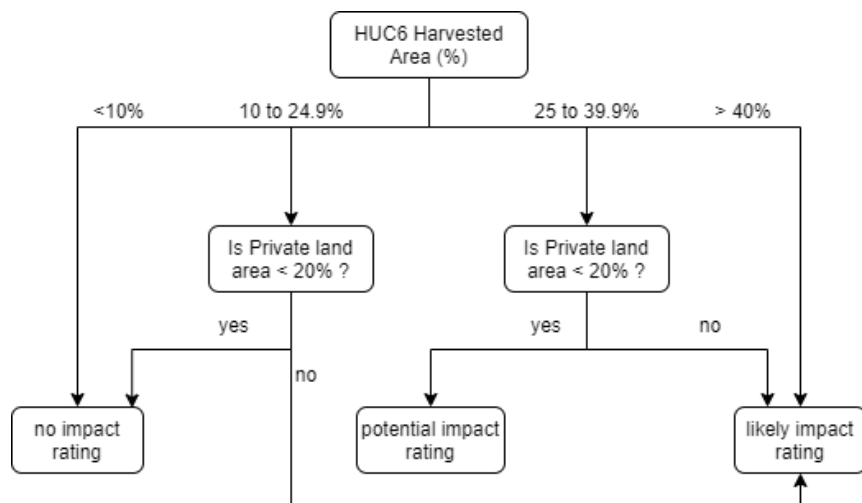 HUC6 Harvested
Area (%)
<10%
10 to 24.9%
25 to 39.9%
> 40%
Is Private land
area < 20% ?
Is Private land
area < 20% ?
yes
no
yes
no
no impact
rating
potential impact
rating
likely impact
rating